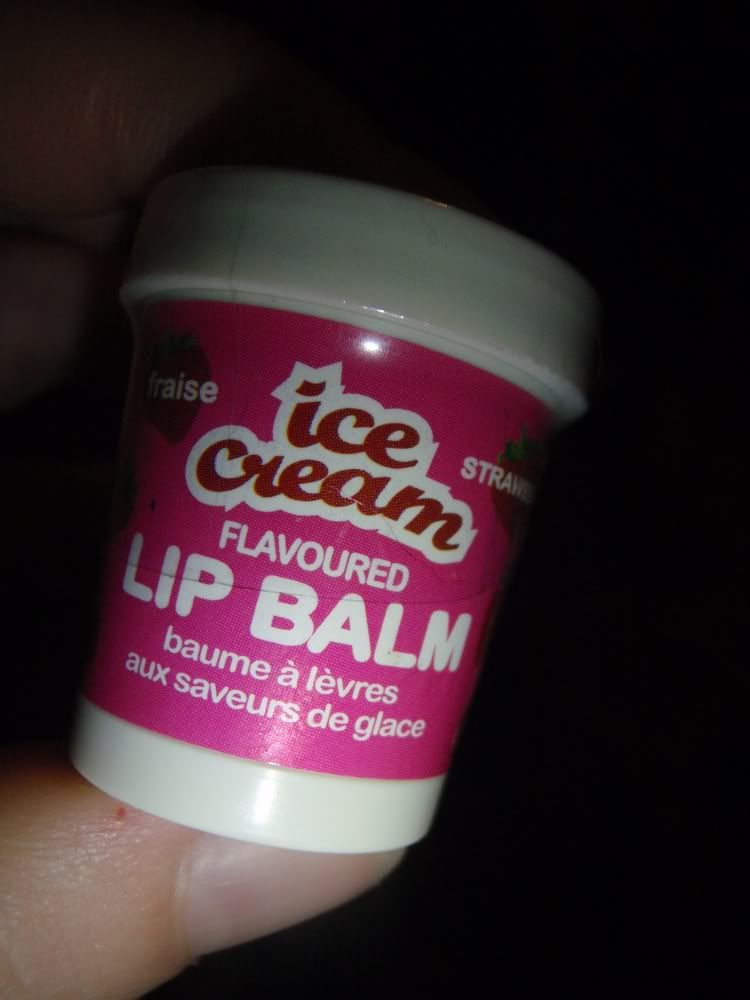 fraise
ice
cream
FLAVOURED
LIP BALM
baume à lèvres
aux saveurs de glace